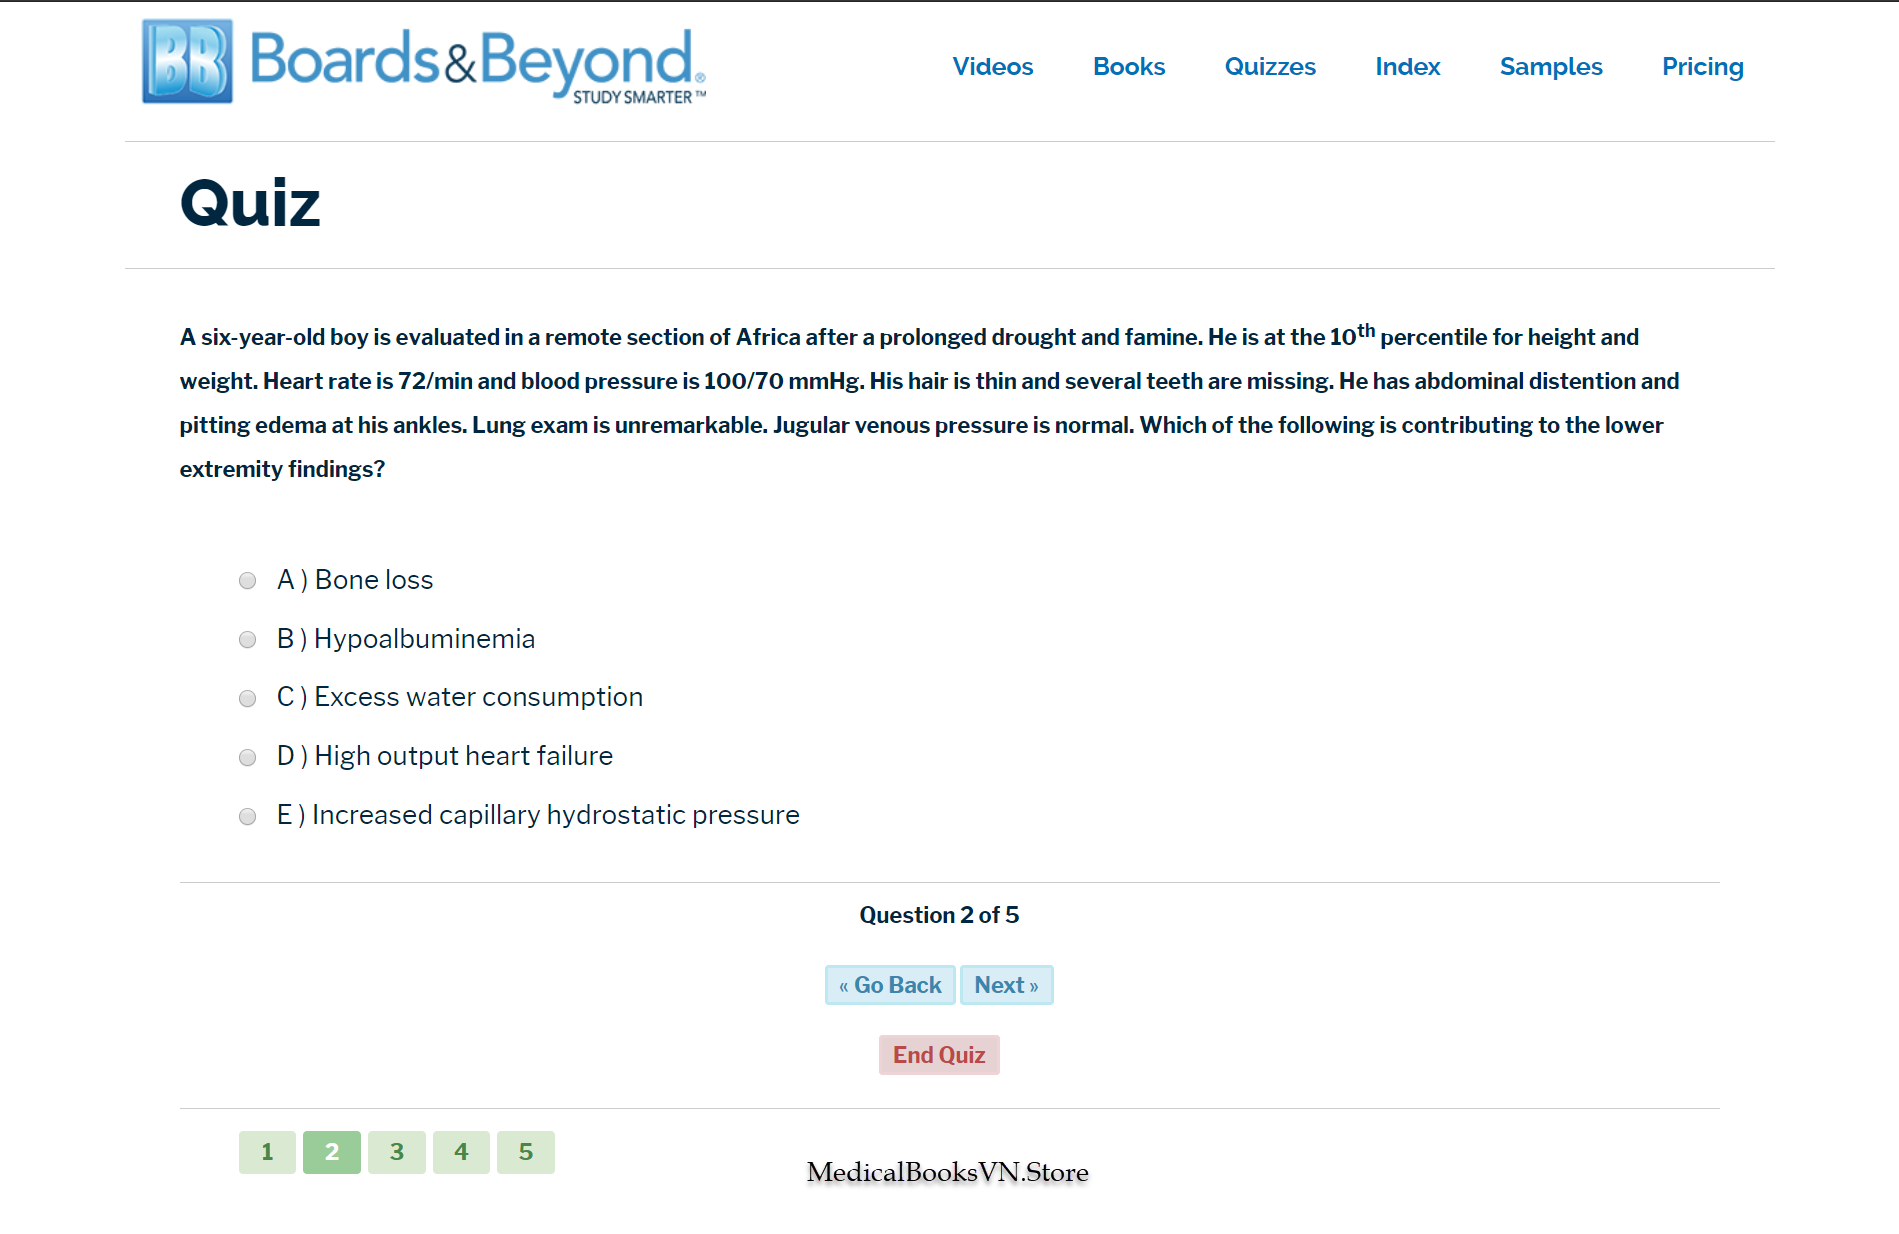 BB Boards&Beyond®
STUDY SMARTER™
Videos Books Quizzes Index Samples Pricing
Quiz
A six-year-old boy is evaluated in a remote section of Africa after a prolonged drought and famine. He is at the 10th percentile for height and
weight. Heart rate is 72/min and blood pressure is 100/70 mmHg. His hair is thin and several teeth are missing. He has abdominal distention and
pitting edema at his ankles. Lung exam is unremarkable. Jugular venous pressure is normal. Which of the following is contributing to the lower
extremity findings?
A ) Bone loss
B ) Hypoalbuminemia
C ) Excess water consumption
D ) High output heart failure
E ) Increased capillary hydrostatic pressure
Question 2 of 5
« Go Back Next »
End Quiz
1 2 3 4 5
MedicalBooksVN.Store